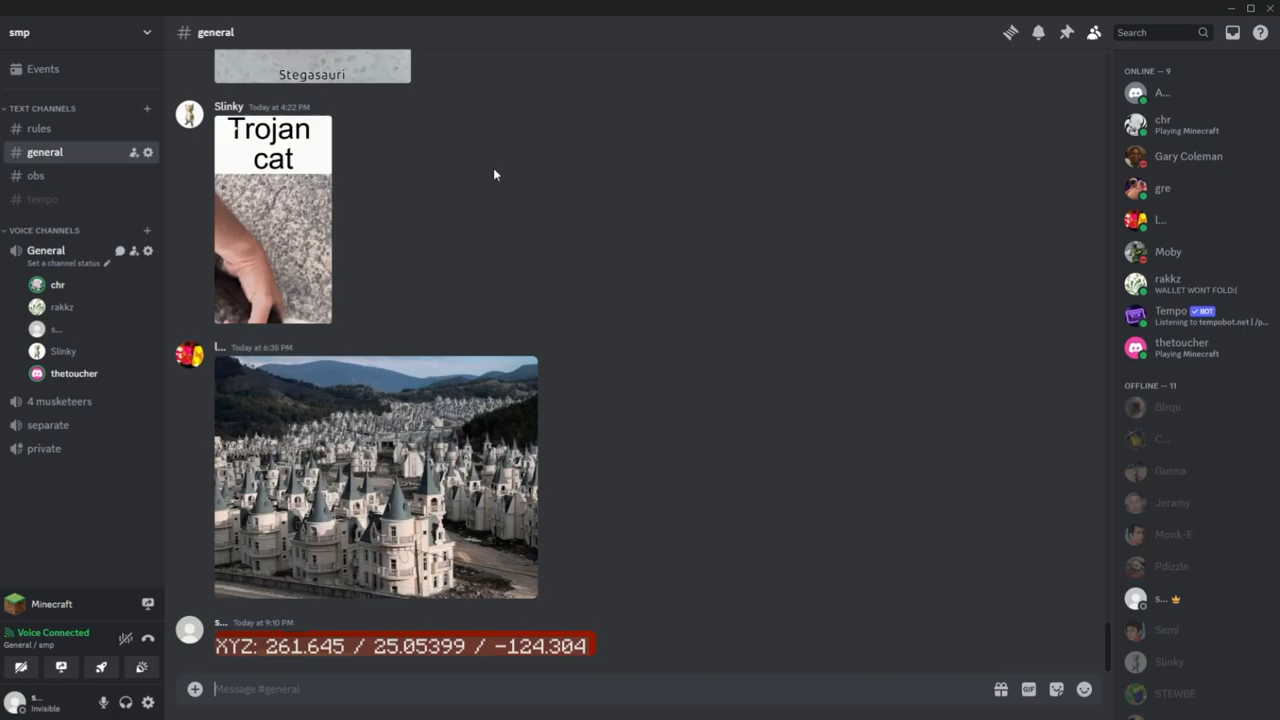 smp
Events
TEXT CHANNELS
rules
general
obs
tempo
VOICE CHANNELS
General
Set a channel status
chr
rakkz
s...
Slinky
thetoucher
4 musketeers
separate
private
Minecraft
Voice Connected
General / smp
s...
Invisible
# general
Search
Stegasauri
Slinky Today at 4:22 PM
Trojan
cat
l... Today at 6:35 PM
s... Today at 9:10 PM
XYZ: 261.645 / 25.05399 / -124.304
Message #general
GIF
ONLINE — 9
A...
chr
Playing Minecraft
Gary Coleman
gre
l...
Moby
rakkz
WALLET WONT FOLD:(
Tempo BOT
Listening to tempobot.net | /p...
thetoucher
Playing Minecraft
OFFLINE — 11
Blrqu
C...
Gunna
Jeramy
Monk-E
Pdizzle
s...
Semi
Slinky
STEWBE